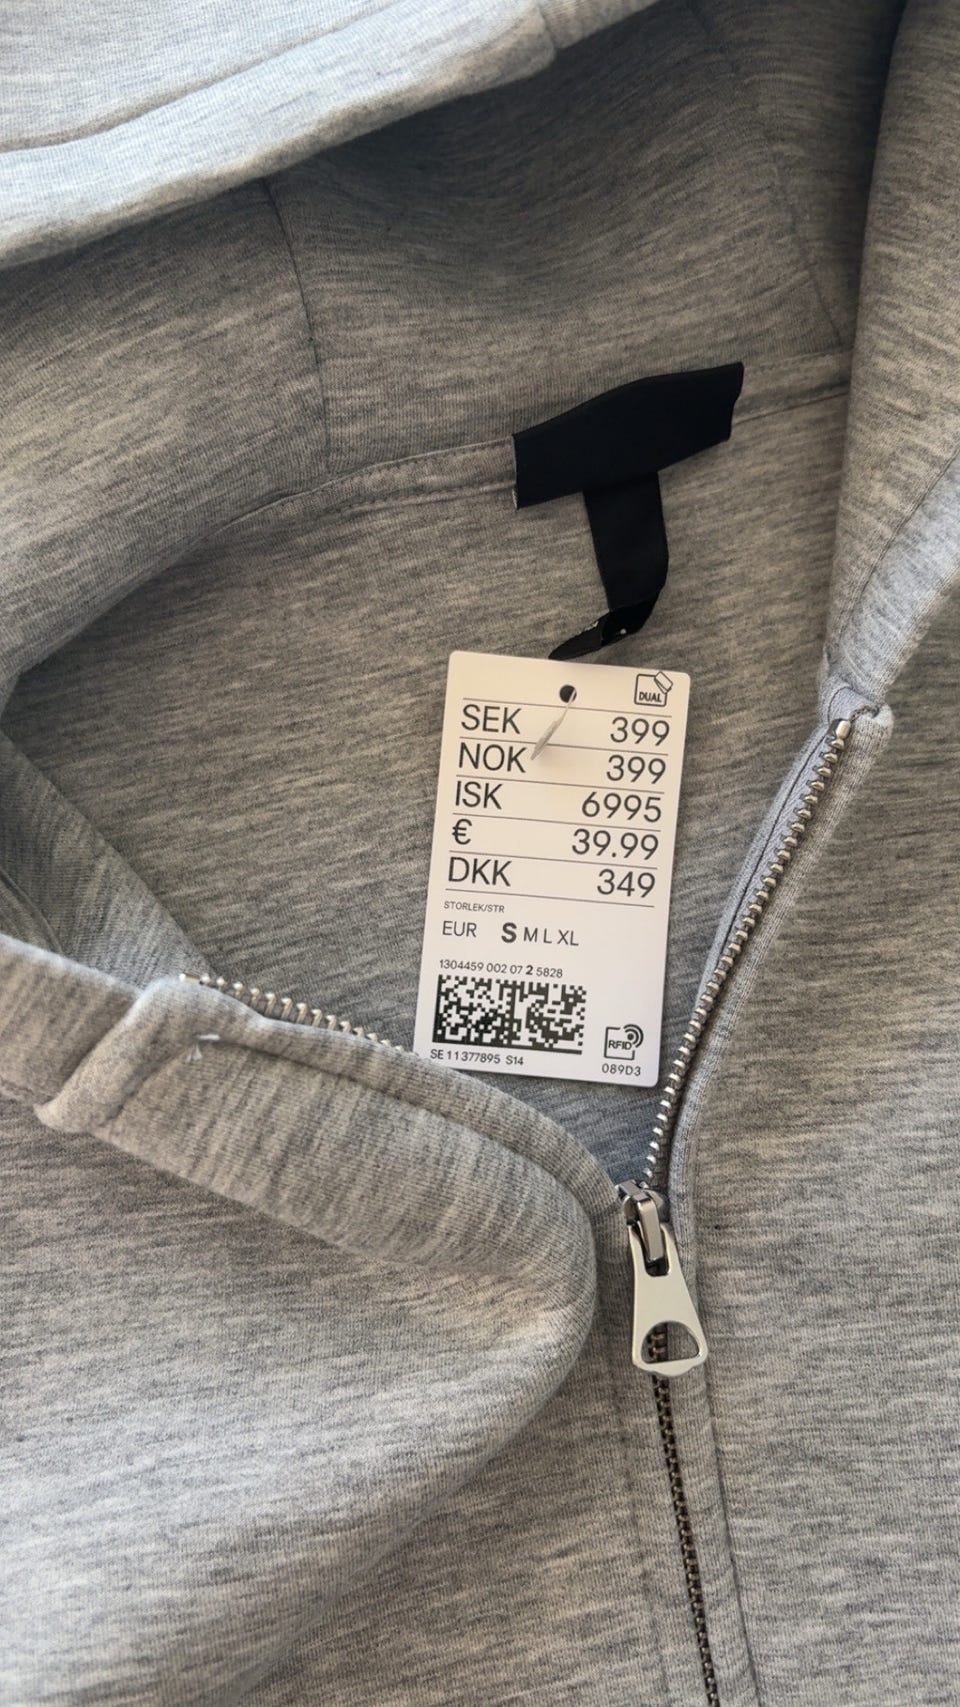 DUAL
SEK 399
NOK 399
ISK 6995
€ 39.99
DKK 349
STORLEK/STR
EUR S M L XL
1304459 002 07 2 5828
RFID
SE 11377895 S14
089D3